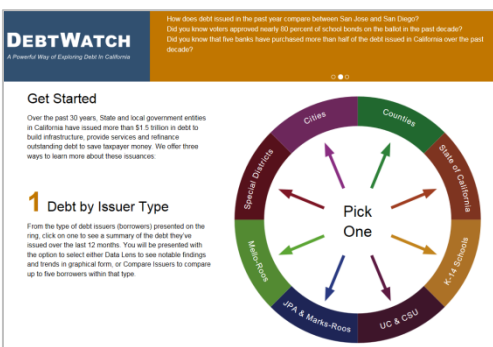 DEBTWATCH
A Powerful Way of Exploring Debt In California
How does debt issued in the past year compare between San Jose and San Diego?
Did you know voters approved nearly 80 percent of school bonds on the ballot in the past decade?
Did you know that five banks have purchased more than half of the debt issued in California over the past
decade?
Get Started
Over the past 30 years, State and local government entities
in California have issued more than $1.5 trillion in debt to
build infrastructure, provide services and refinance
outstanding debt to save taxpayer money. We offer three
ways to learn more about these issuances:
1 Debt by Issuer Type
From the type of debt issuers (borrowers) presented on the
ring, click on one to see a summary of the debt they've
issued over the last 12 months. You will be presented with
the option to select either Data Lens to see notable findings
and trends in graphical form, or Compare Issuers to compare
up to five borrowers within that type.
Pick
One
Cities
Counties
State of California
K-14 Schools
UC & CSU
JPA & Marks-Roos
Mello-Roos
Special Districts